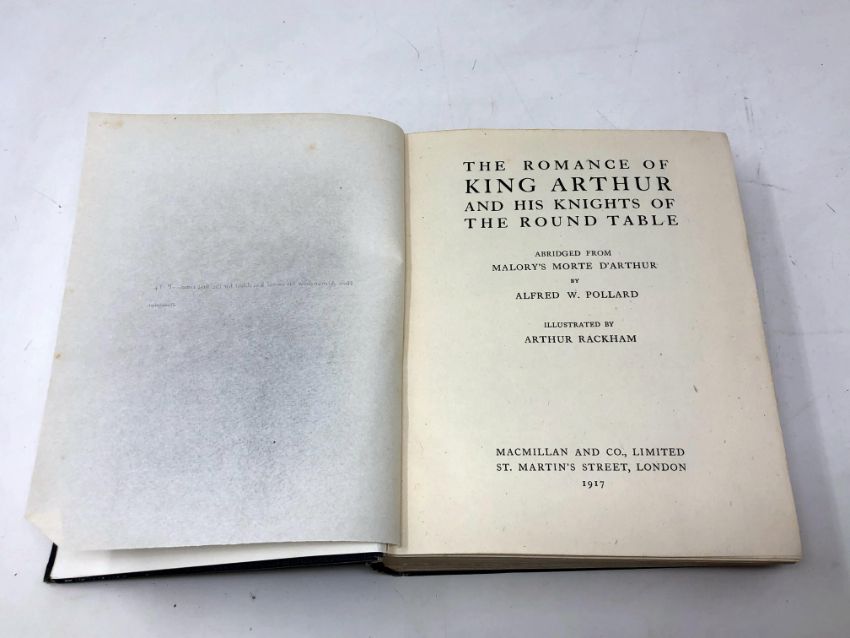 THE ROMANCE OF
KING ARTHUR
AND HIS KNIGHTS OF
THE ROUND TABLE
ABRIDGED FROM
MALORY'S MORTE D'ARTHUR
BY
ALFRED W. POLLARD
ILLUSTRATED BY
ARTHUR RACKHAM
MACMILLAN AND CO., LIMITED
ST. MARTIN'S STREET, LONDON
1917